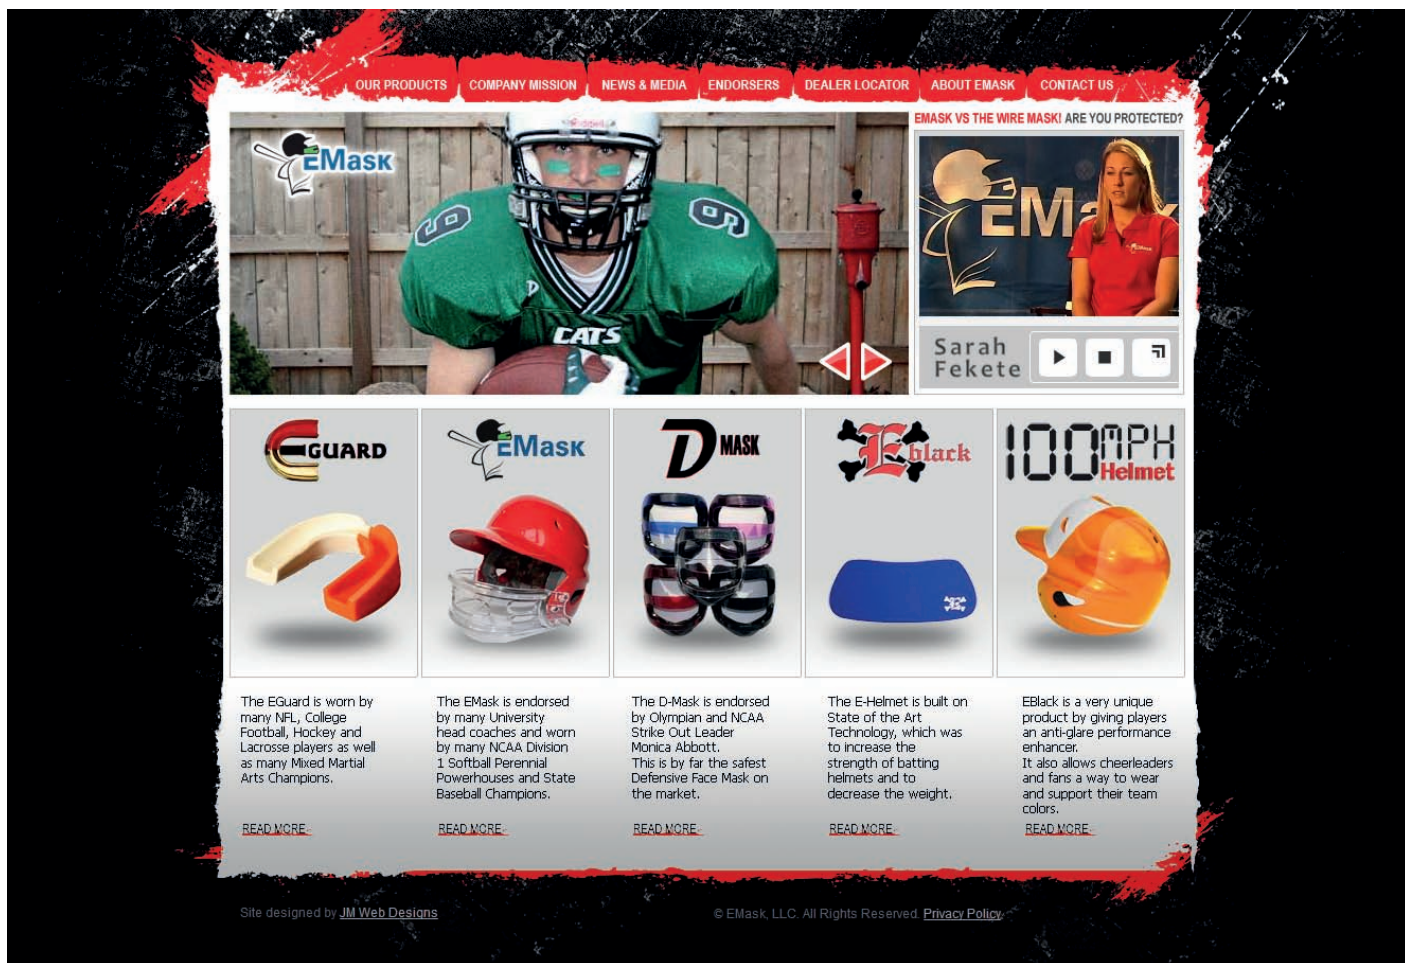 OUR PRODUCTS
COMPANY MISSION
NEWS & MEDIA
ENDORSERS
DEALER LOCATOR
ABOUT EMASK
CONTACT US
EMASK VS THE WIRE MASK! ARE YOU PROTECTED?
EMASK
9
9
CATS
EMask
Sarah
Fekete
EGUARD
EMASK
D MASK
Eblack
100MPH
Helmet
The EGuard is worn by
many NFL, College
Football, Hockey and
Lacrosse players as well
as many Mixed Martial
Arts Champions.
READ MORE
The EMask is endorsed
by many University
head coaches and worn
by many NCAA Division
1 Softball Perennial
Powerhouses and State
Baseball Champions.
READ MORE
The D-Mask is endorsed
by Olympian and NCAA
Strike Out Leader
Monica Abbott.
This is by far the safest
Defensive Face Mask on
the market.
READ MORE
The E-Helmet is built on
State of the Art
Technology, which was
to increase the
strength of batting
helmets and to
decrease the weight.
READ MORE
EBlack is a very unique
product by giving players
an anti-glare performance
enhancer.
It also allows cheerleaders
and fans a way to wear
and support their team
colors.
READ MORE
Site designed by JM Web Designs
© EMask, LLC. All Rights Reserved. Privacy Policy